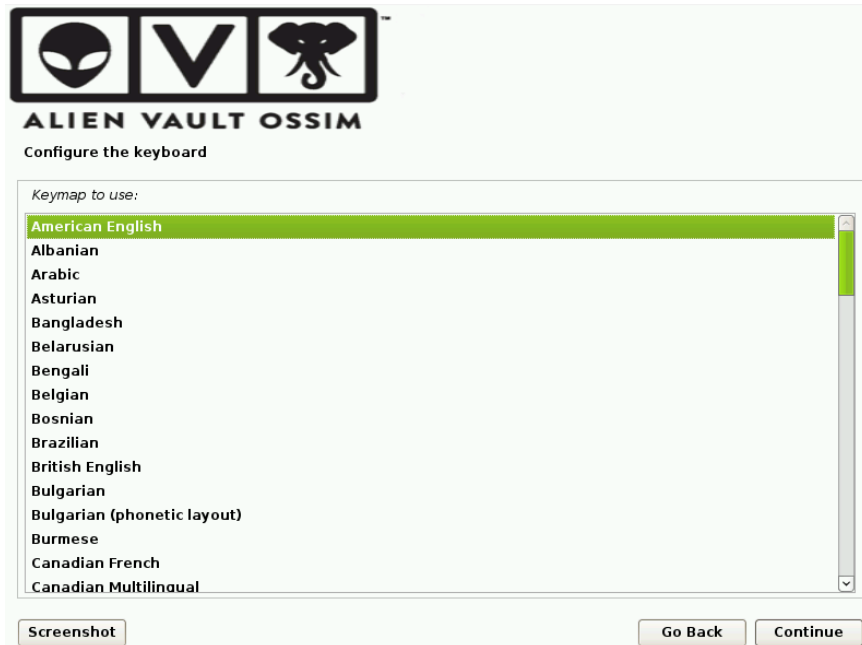 V
™
ALIEN VAULT OSSIM
Configure the keyboard
Keymap to use:
American English
Albanian
Arabic
Asturian
Bangladesh
Belarusian
Bengali
Belgian
Bosnian
Brazilian
British English
Bulgarian
Bulgarian (phonetic layout)
Burmese
Canadian French
Canadian Multilingual
Screenshot Go Back Continue